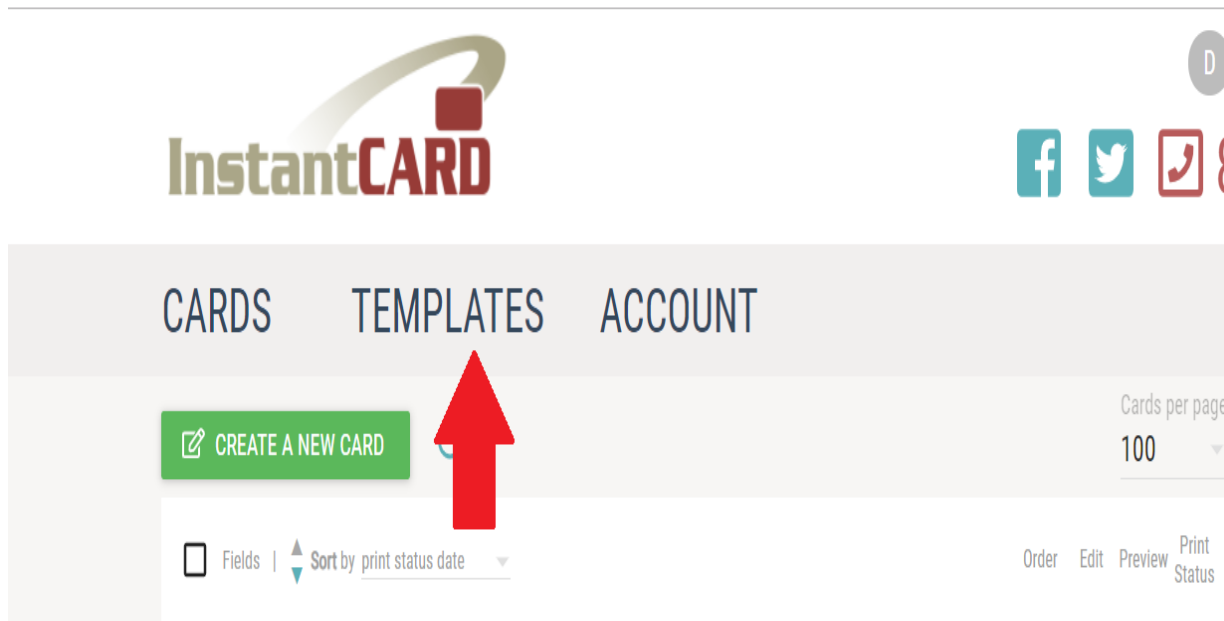 D
InstantCARD
CARDS TEMPLATES ACCOUNT
Cards per page
100
CREATE A NEW CARD
Fields | Sort by print status date
Order Edit Preview Print Status